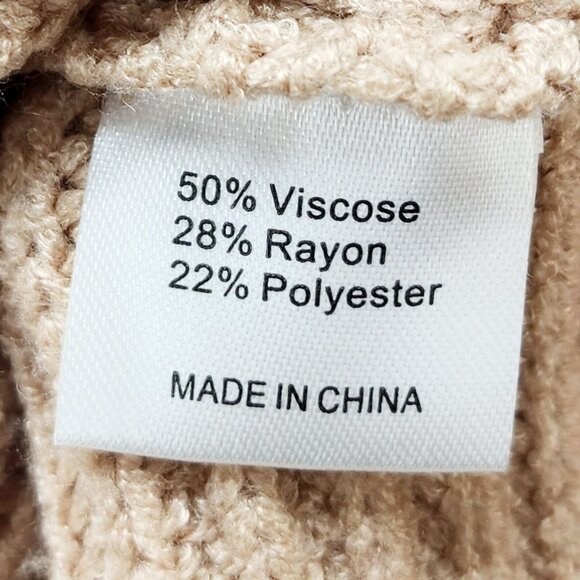 50% Viscose
28% Rayon
22% Polyester
MADE IN CHINA